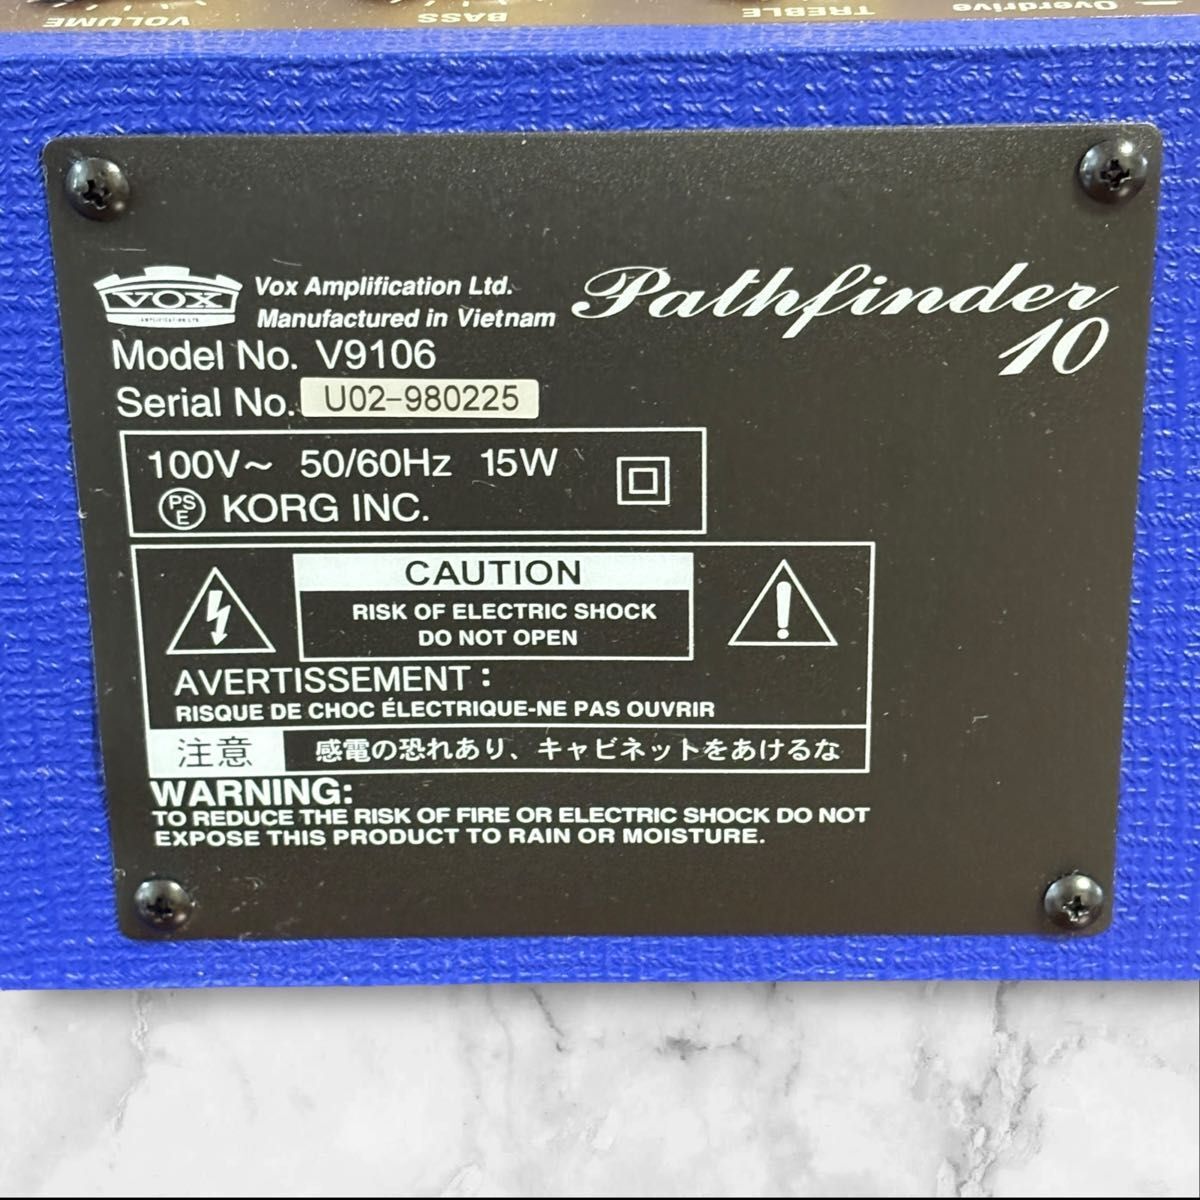 VOLUME BASS TREBLE Overdrive
VOX
AMPLIFICATION LTD.
Vox Amplification Ltd.
Manufactured in Vietnam
Pathfinder
10
Model No. V9106
Serial No. U02-980225
100V~ 50/60Hz 15W
PSE KORG INC.
CAUTION
RISK OF ELECTRIC SHOCK
DO NOT OPEN
AVERTISSEMENT :
RISQUE DE CHOC ÉLECTRIQUE-NE PAS OUVRIR
注意 感電の恐れあり、キャビネットをあけるな
WARNING:
TO REDUCE THE RISK OF FIRE OR ELECTRIC SHOCK DO NOT
EXPOSE THIS PRODUCT TO RAIN OR MOISTURE.